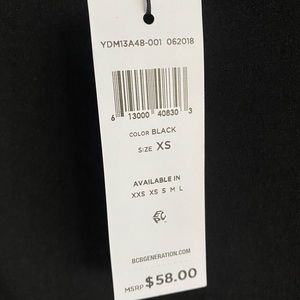 YDM13A48-001 062018
6 13000 40830 3
COLOR BLACK
SIZE XS
AVAILABLE IN
XXS XS S M L
BCBGENERATION.COM
MSRP $58.00